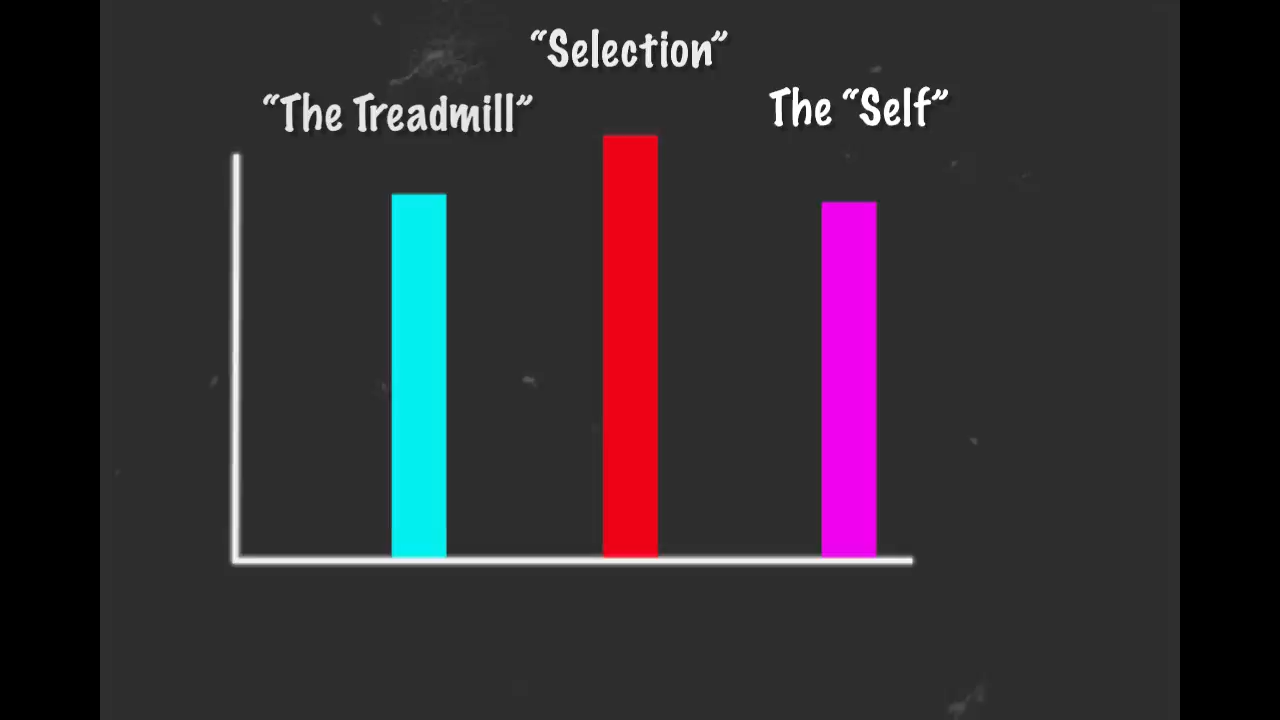 “Selection”
“The Treadmill”
The “Self”